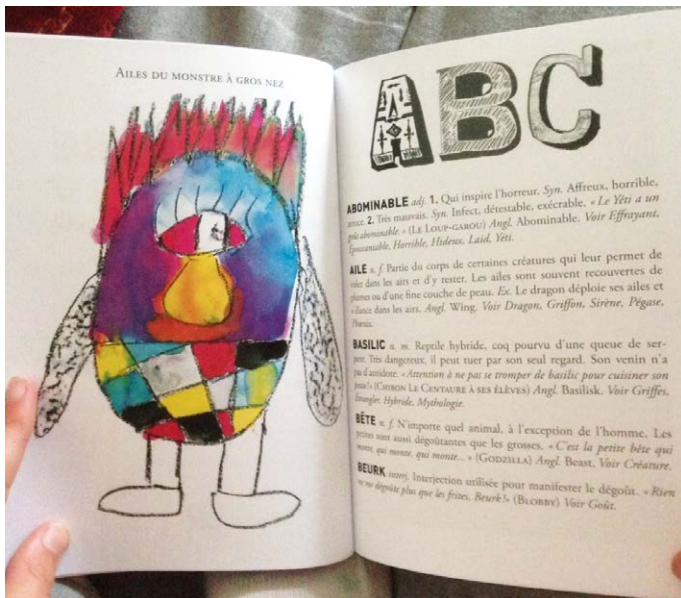 AILES DU MONSTRE À GROS NEZ
ABC
ABOMINABLE adj. 1. Qui inspire l'horreur. Syn. Affreux, horrible,
atroce. 2. Très mauvais. Syn. Infect, détestable, exécrable. « Le Yéti a un
goût abominable. » (LE LOUP-GAROU) Angl. Abominable. Voir Effrayant,
Épouvantable, Horrible, Hideux, Laid, Yéti.
AILE n. f. Partie du corps de certaines créatures qui leur permet de
voler dans les airs et d'y rester. Les ailes sont souvent recouvertes de
plumes ou d'une fine couche de peau. Ex. Le dragon déploie ses ailes et
s'élance dans les airs. Angl. Wing. Voir Dragon, Griffon, Sirène, Pégase,
Phœnix.
BASILIC n. m. Reptile hybride, coq pourvu d'une queue de ser-
pent. Très dangereux, il peut tuer par son seul regard. Son venin n'a
pas d'antidote. « Attention à ne pas se tromper de basilic pour cuisiner son
pesto! » (CHIRON LE CENTAURE À SES ÉLÈVES) Angl. Basilisk. Voir Griffes,
Étrangler, Hybride, Mythologie.
BÊTE n. f. N'importe quel animal, à l'exception de l'homme. Les
petites sont aussi dégoûtantes que les grosses. « C'est la petite bête qui
monte, qui monte, qui monte... » (GODZILLA) Angl. Beast. Voir Créature.
BEURK interj. Interjection utilisée pour manifester le dégoût. « Rien
ne me dégoûte plus que les frites. Beurk ! » (BLOBBY) Voir Goût.